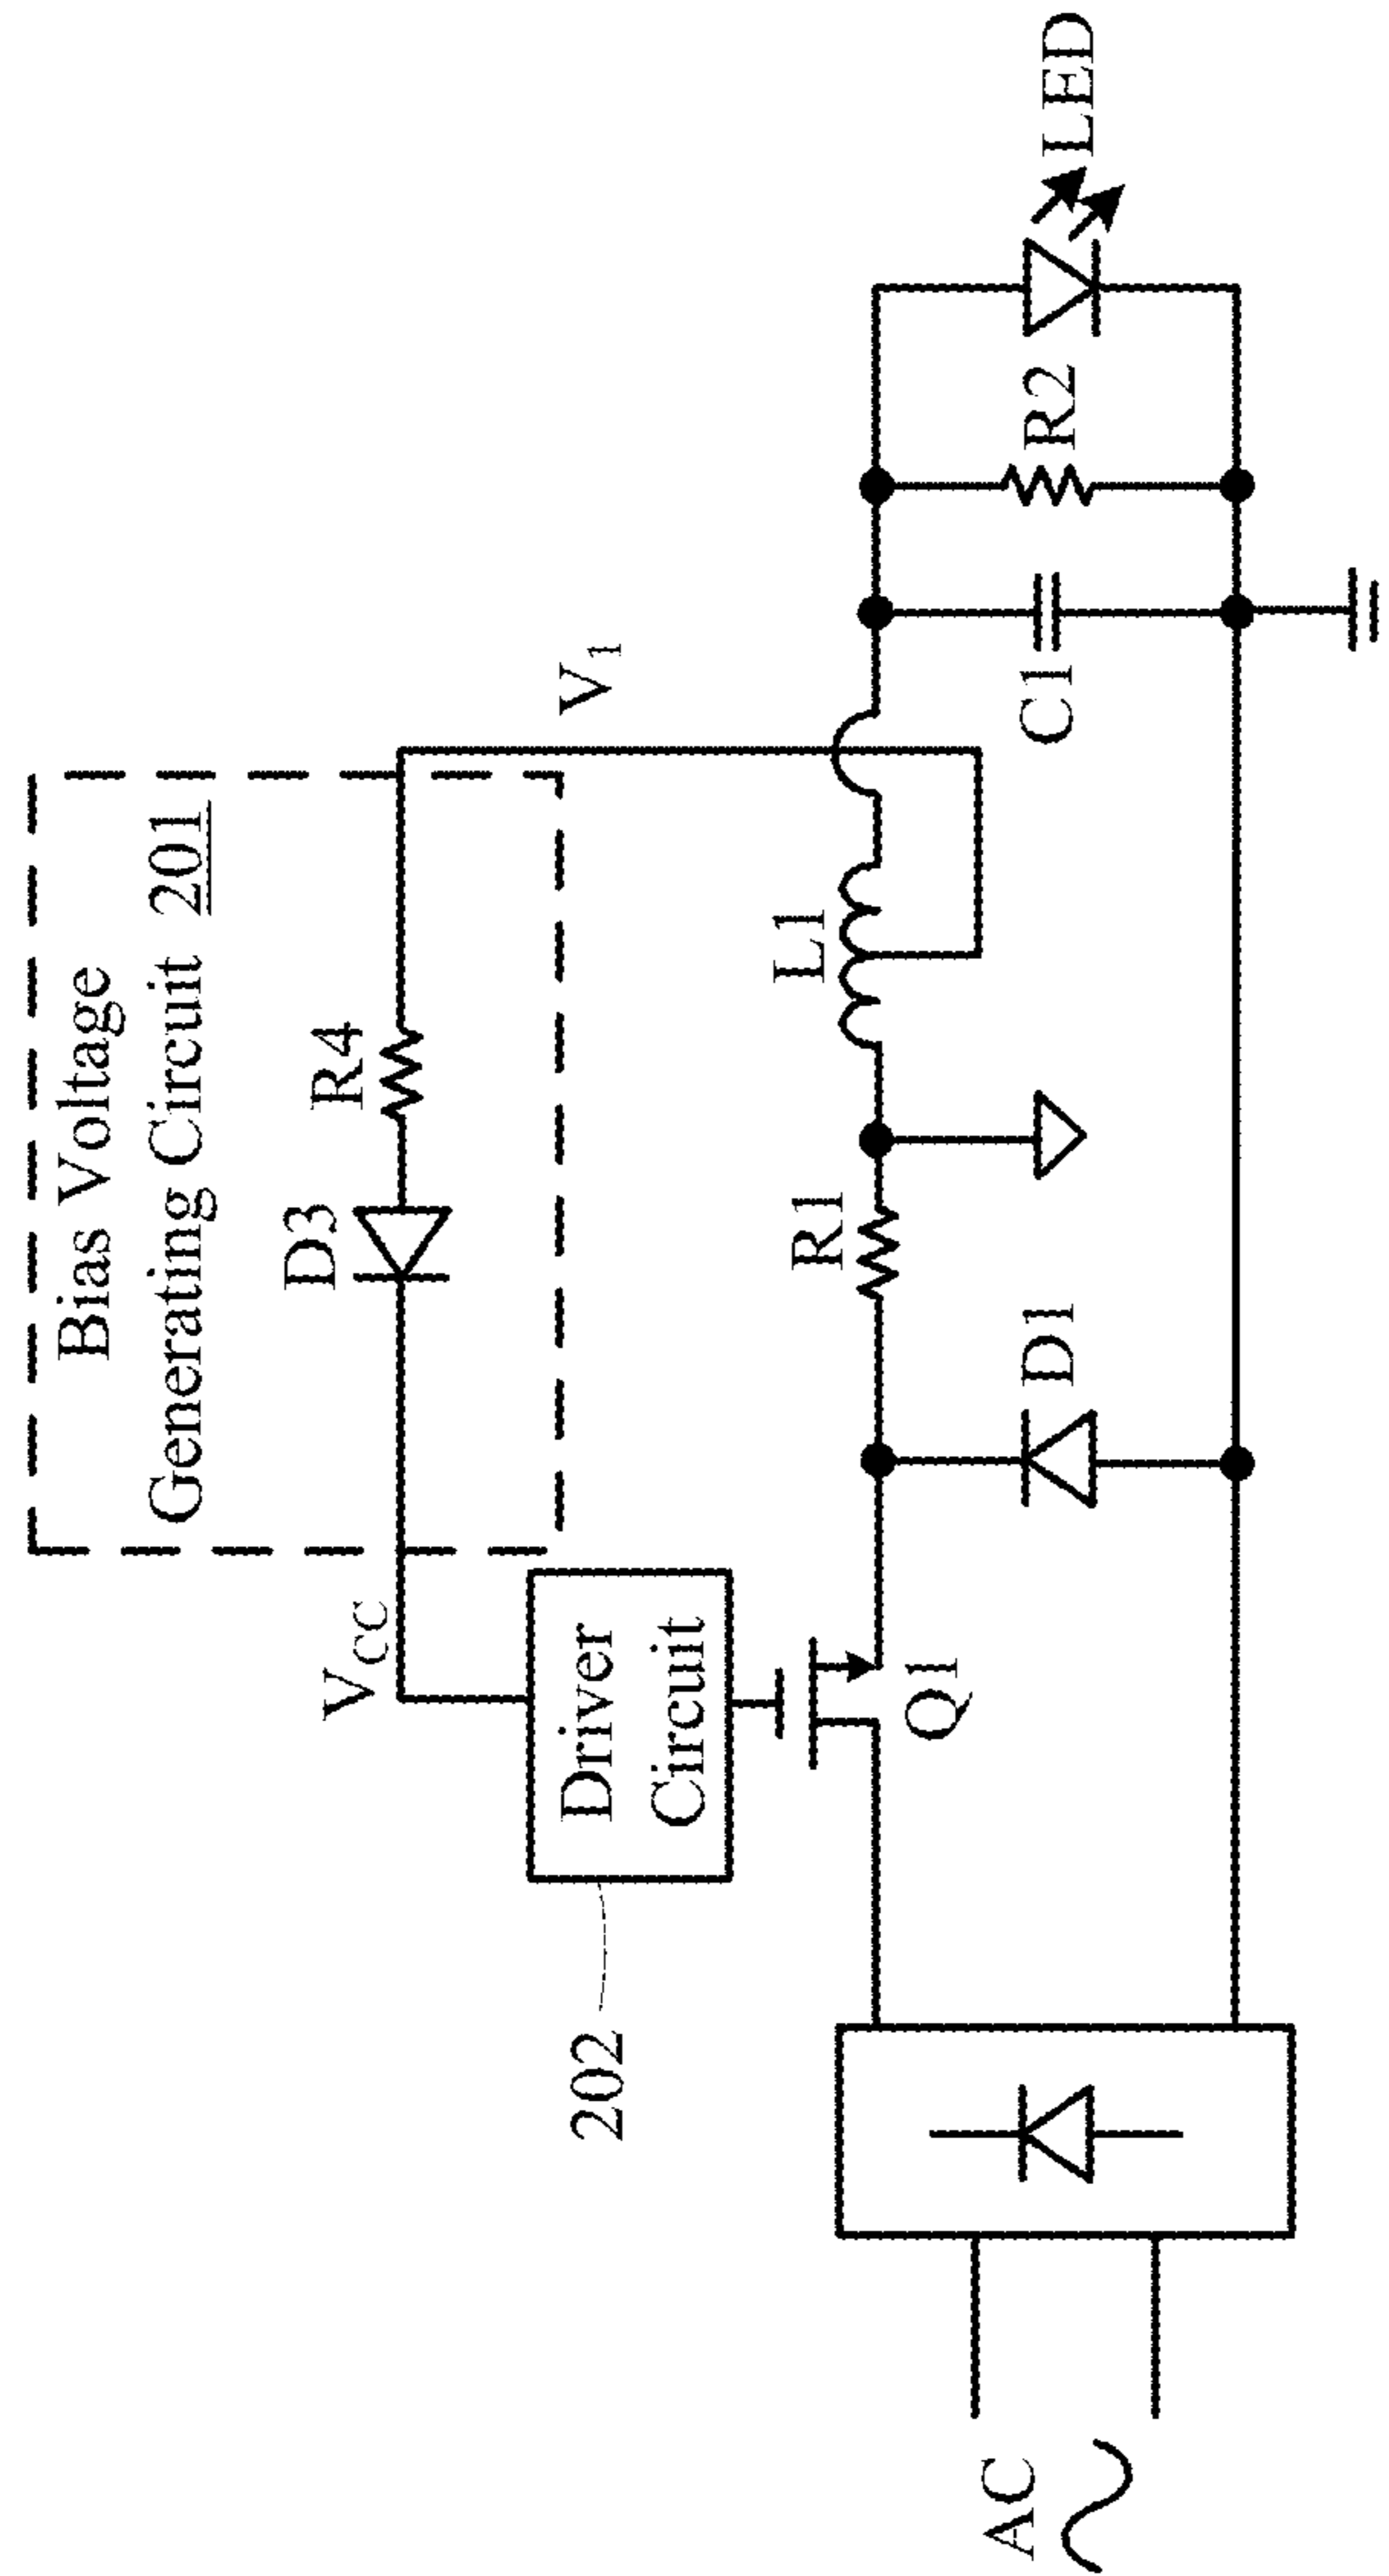 Bias Voltage
Generating Circuit 201
D3
R4
V₁
V_CC
Driver
Circuit
202
Q1
R1
L1
D1
C1
R2
LED
AC